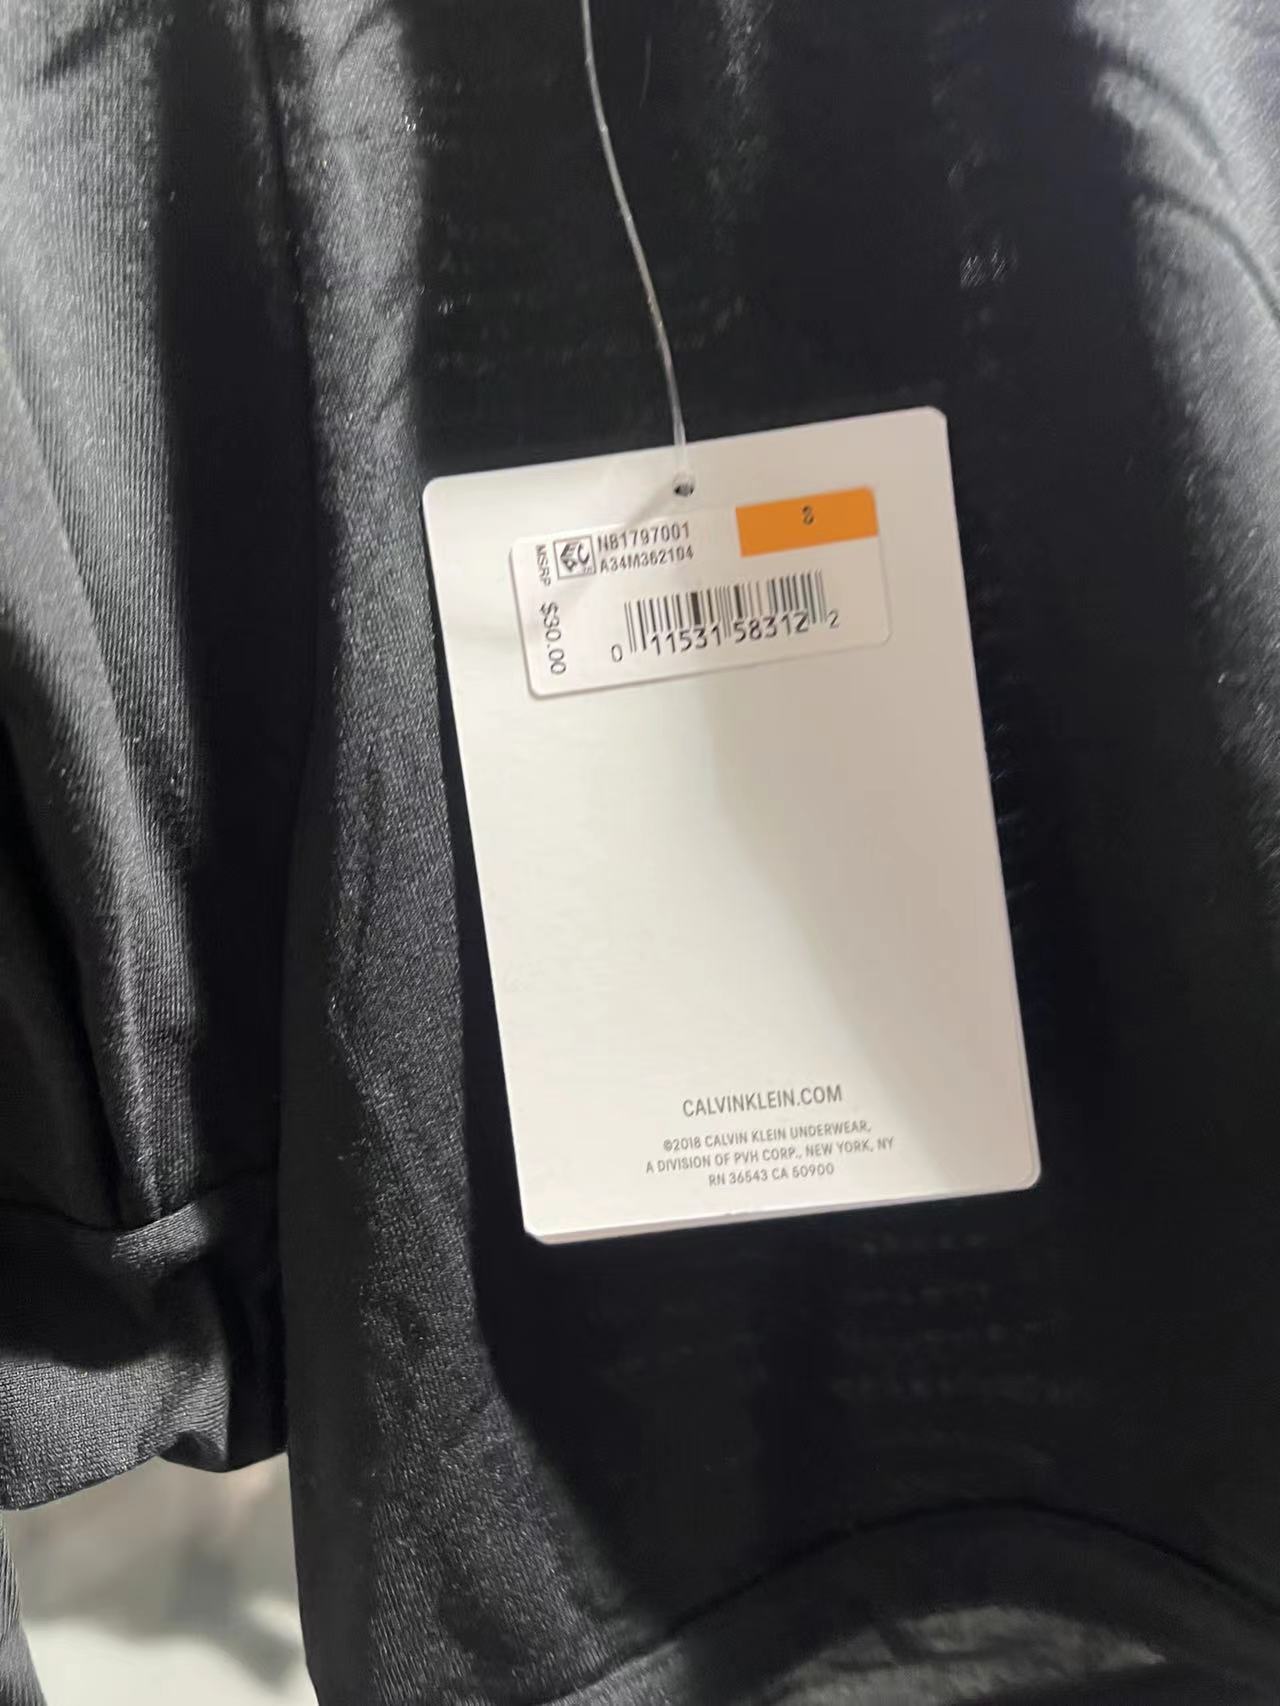 NB1797001
A34M362104
S
MSRP $30.00
0 11531 58312 2
CALVINKLEIN.COM
©2018 CALVIN KLEIN UNDERWEAR,
A DIVISION OF PVH CORP., NEW YORK, NY
RN 36543 CA 50900